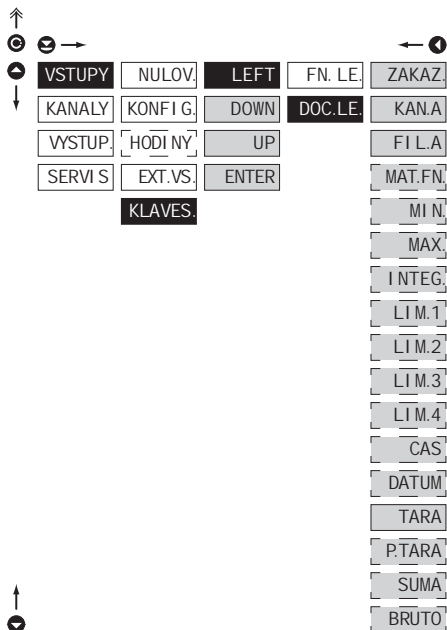 VSTUPY NULOV. LEFT FN. LE. ZAKAZ.
KANALY KONFIG. DOWN DOC.LE. KAN.A
VYSTUP. HODINY UP FIL.A
SERVIS EXT.VS. ENTER MAT.FN.
KLAVES. MIN.
MAX.
INTEG.
LIM.1
LIM.2
LIM.3
LIM.4
CAS
DATUM
TARA
P.TARA
SUMA
BRUTO